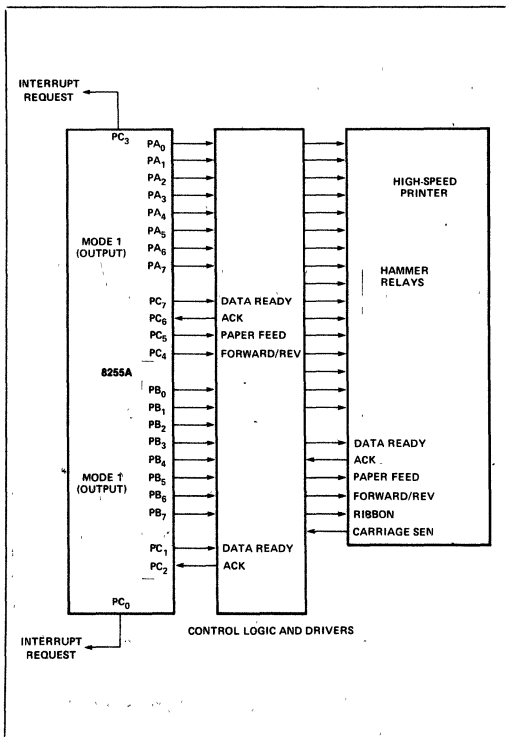 INTERRUPT
REQUEST
PC3
PA0
PA1
PA2
PA3
PA4
PA5
PA6
PA7
MODE 1
(OUTPUT)
PC7 DATA READY
PC6 ACK
PC5 PAPER FEED
PC4 FORWARD/REV
8255A
PB0
PB1
PB2
PB3
PB4
PB5
PB6
PB7
MODE 1
(OUTPUT)
PC1 DATA READY
PC2 ACK
PC0
INTERRUPT
REQUEST
CONTROL LOGIC AND DRIVERS
HIGH-SPEED
PRINTER
HAMMER
RELAYS
DATA READY
ACK
PAPER FEED
FORWARD/REV
RIBBON
CARRIAGE SEN